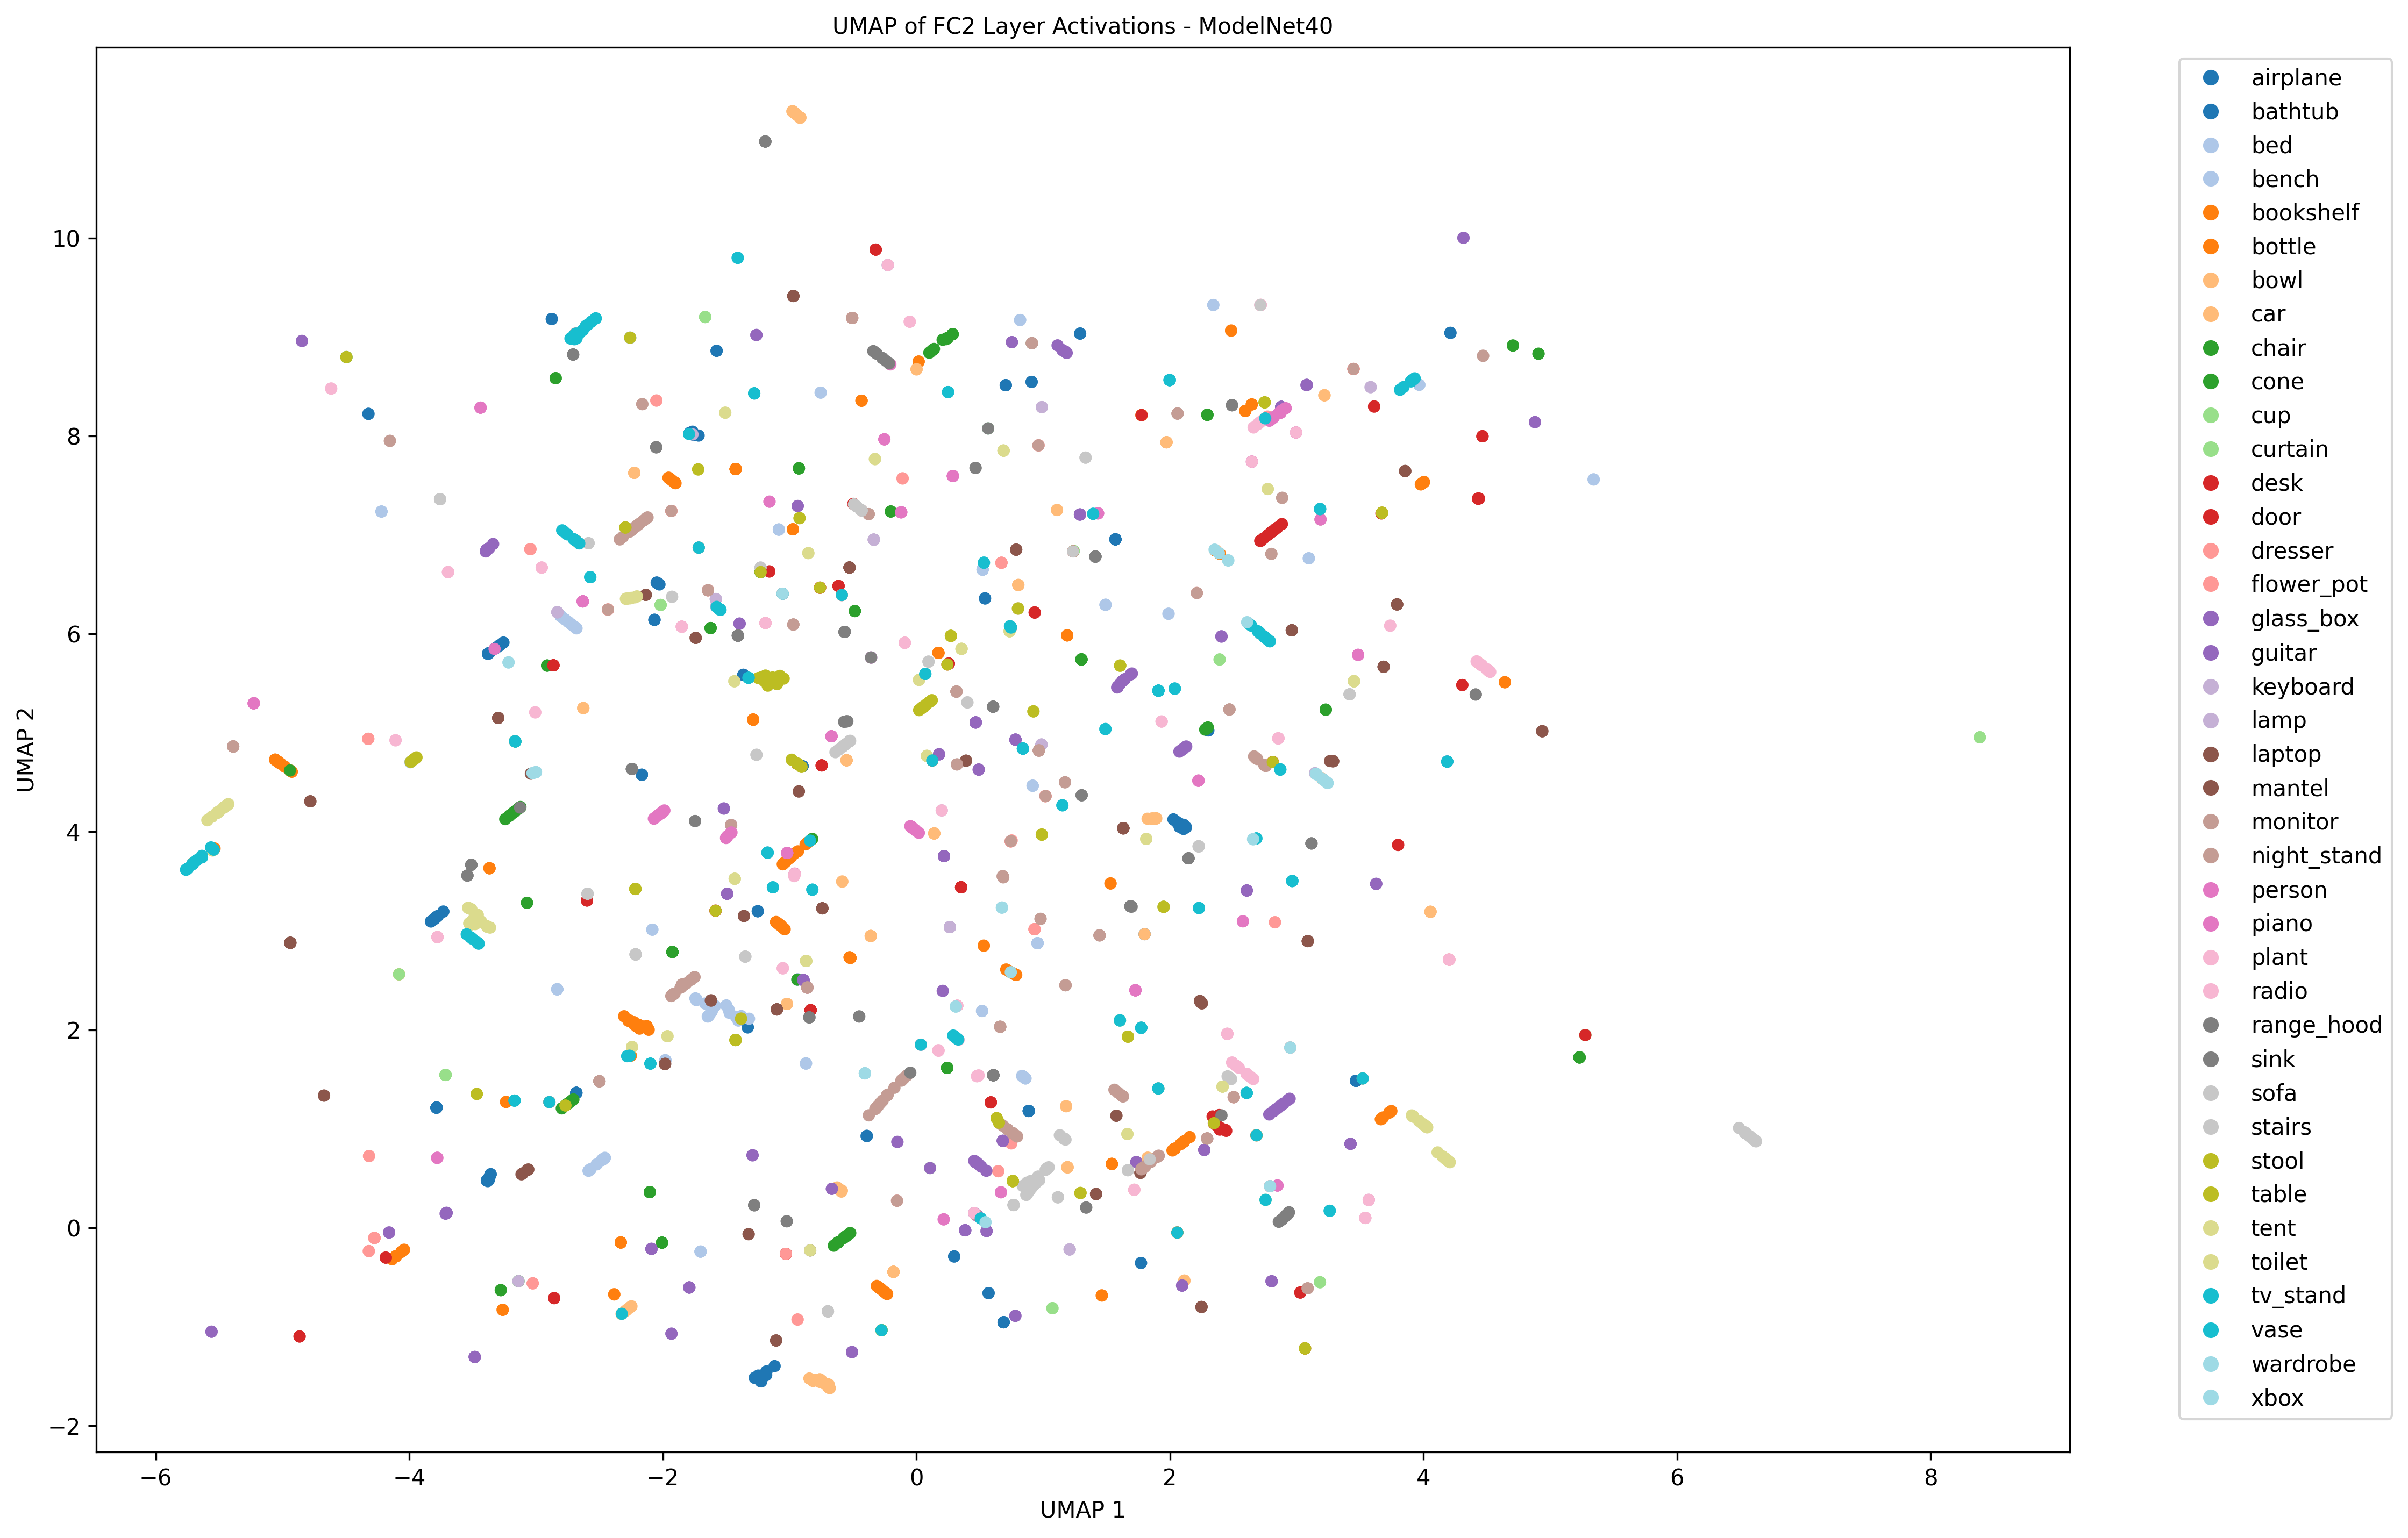 UMAP of FC2 Layer Activations - ModelNet40
UMAP 2
10
8
6
4
2
0
−2
−6
−4
−2
0
2
4
6
8
UMAP 1
airplane
bathtub
bed
bench
bookshelf
bottle
bowl
car
chair
cone
cup
curtain
desk
door
dresser
flower_pot
glass_box
guitar
keyboard
lamp
laptop
mantel
monitor
night_stand
person
piano
plant
radio
range_hood
sink
sofa
stairs
stool
table
tent
toilet
tv_stand
vase
wardrobe
xbox